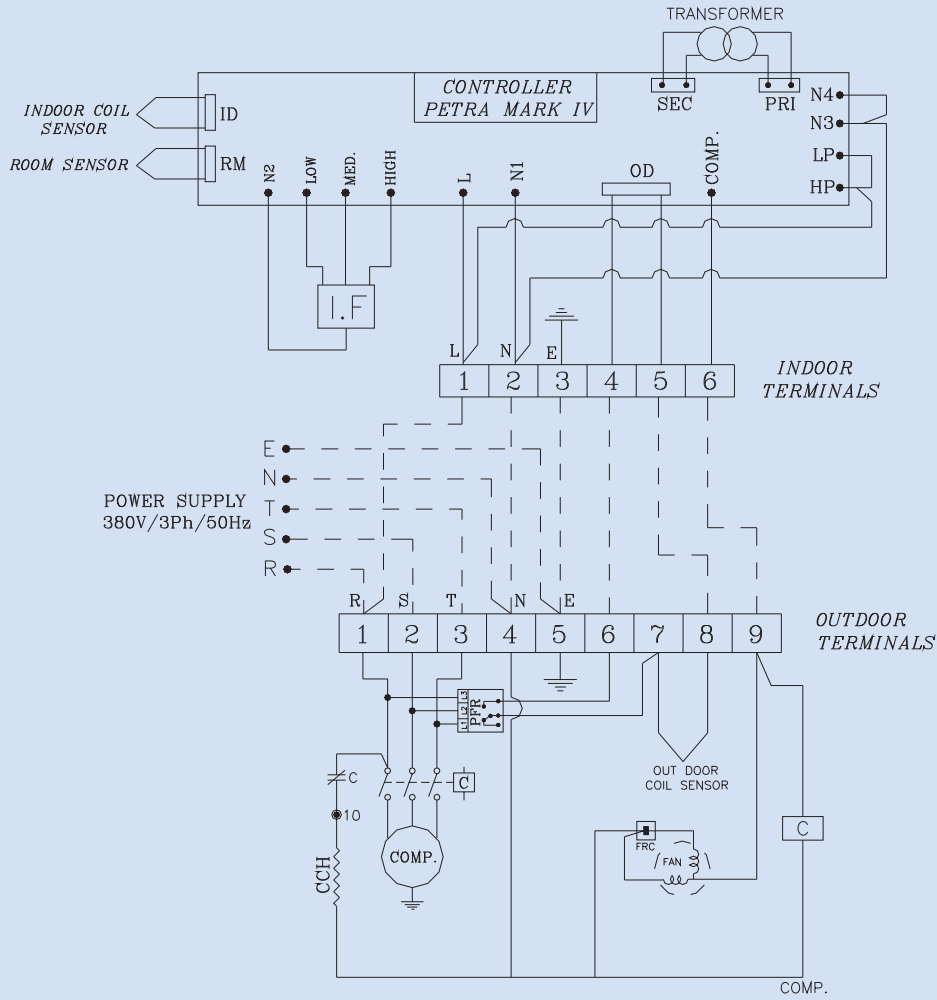 TRANSFORMER
CONTROLLER
PETRA MARK IV
SEC
PRI
N4
N3
LP
HP
INDOOR COIL
SENSOR
ID
ROOM SENSOR
RM
N2
LOW
MED.
HIGH
L
N1
OD
COMP.
I.F
L
N
E
1
2
3
4
5
6
INDOOR
TERMINALS
E
N
T
S
R
POWER SUPPLY
380V/3Ph/50Hz
R
S
T
N
E
1
2
3
4
5
6
7
8
9
OUTDOOR
TERMINALS
L3
L2
L1
PFR
C
C
10
OUT DOOR
COIL SENSOR
C
COMP.
CCH
FRC
FAN
COMP.